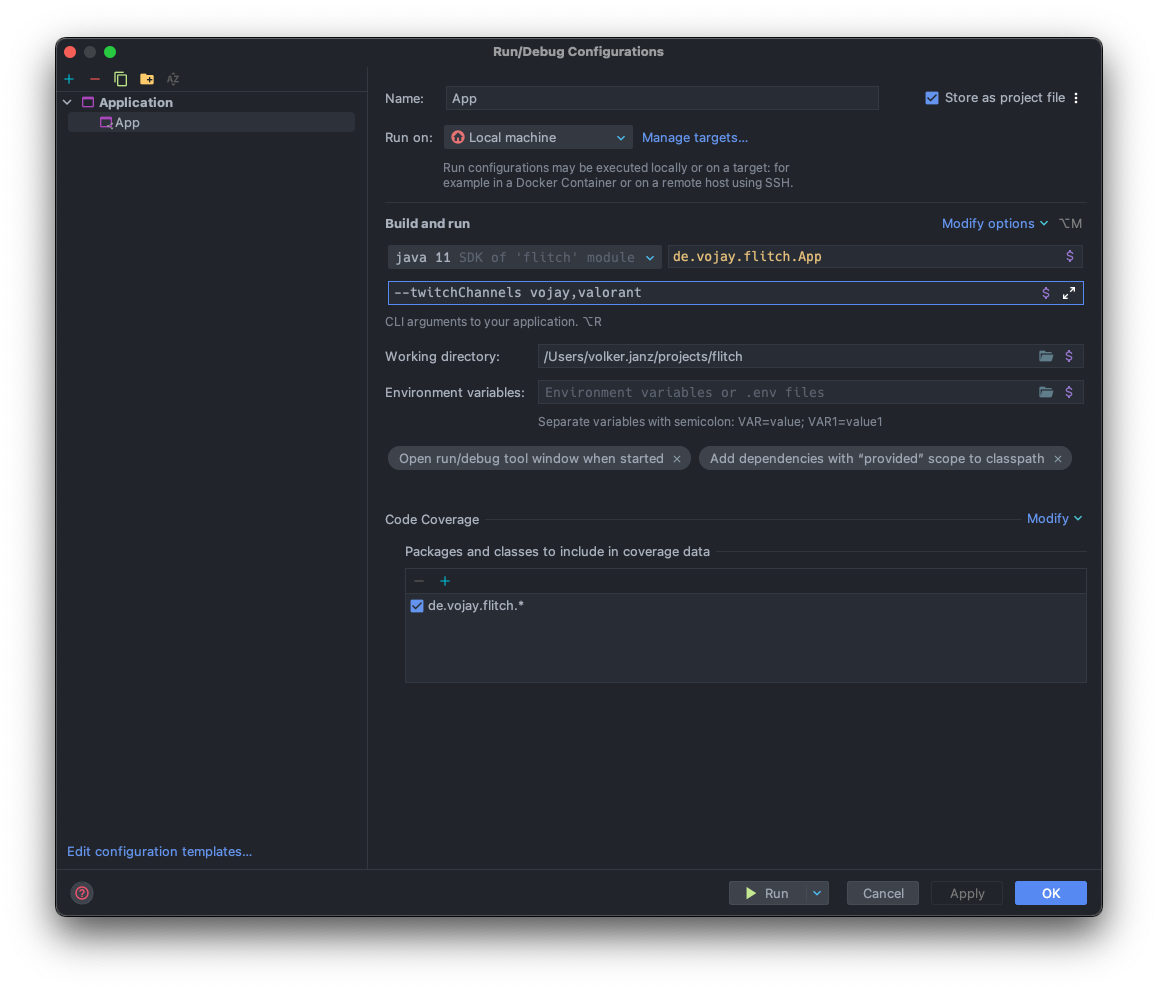 Run/Debug Configurations
Application
App
Name: App
Store as project file
Run on: Local machine Manage targets...
Run configurations may be executed locally or on a target: for
example in a Docker Container or on a remote host using SSH.
Build and run
Modify options ⌥M
java 11 SDK of 'flitch' module
de.vojay.flitch.App
$
--twitchChannels vojay,valorant
$
CLI arguments to your application. ⌥R
Working directory: /Users/volker.janz/projects/flitch $
Environment variables: Environment variables or .env files $
Separate variables with semicolon: VAR=value; VAR1=value1
Open run/debug tool window when started ×
Add dependencies with “provided” scope to classpath ×
Code Coverage
Modify
Packages and classes to include in coverage data
de.vojay.flitch.*
Edit configuration templates...
?
Run
Cancel
Apply
OK